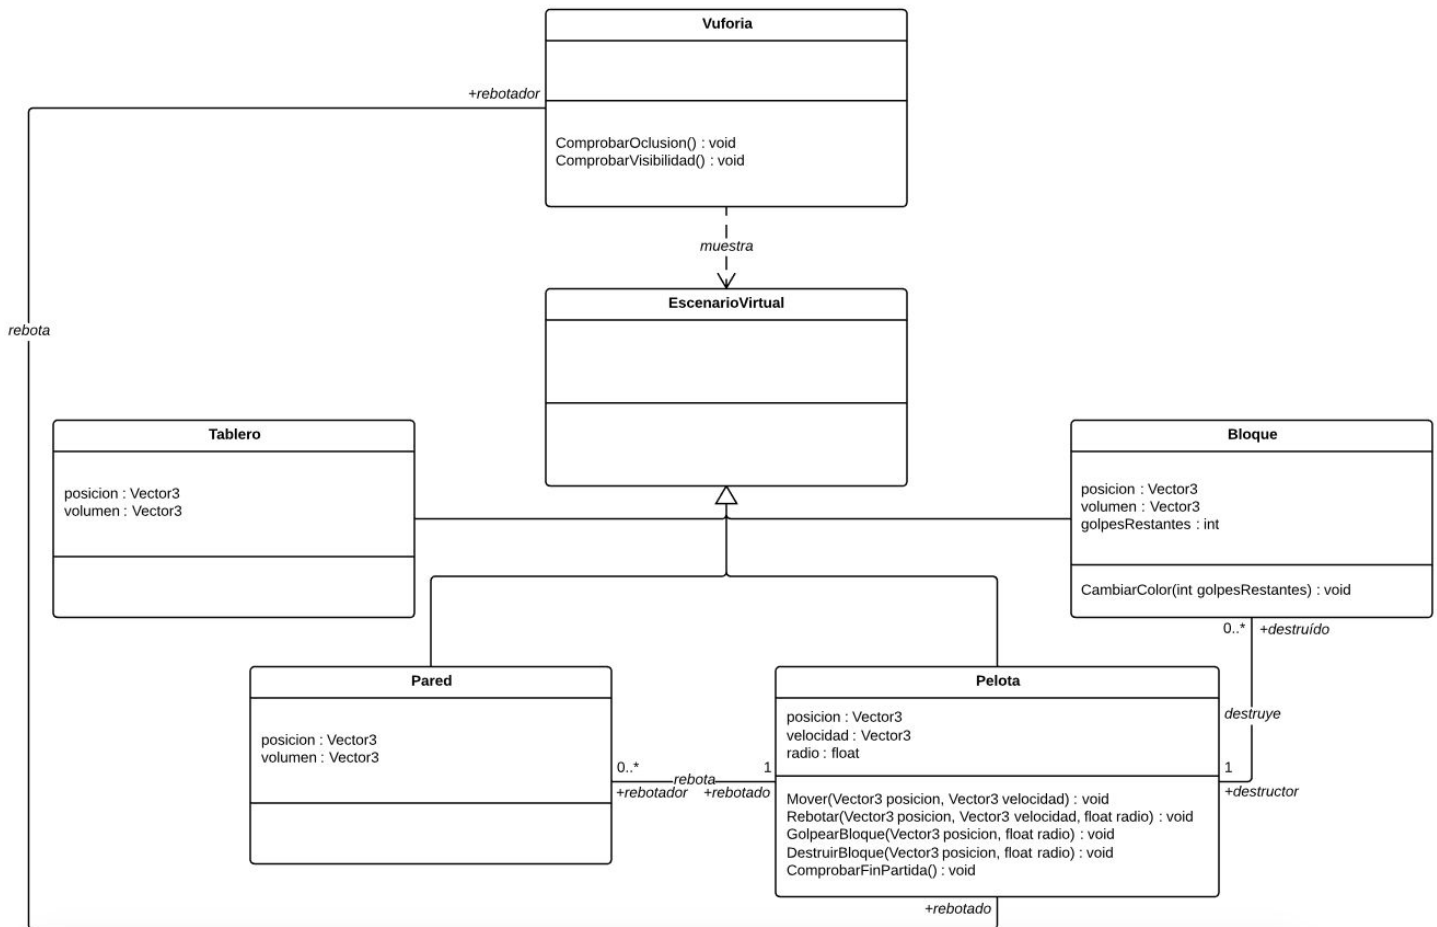 Vuforia
+rebotador
ComprobarOclusion() : void
ComprobarVisibilidad() : void
muestra
EscenarioVirtual
rebota
Tablero
posicion : Vector3
volumen : Vector3
Bloque
posicion : Vector3
volumen : Vector3
golpesRestantes : int
CambiarColor(int golpesRestantes) : void
0..* +destruído
Pared
posicion : Vector3
volumen : Vector3
Pelota
posicion : Vector3
velocidad : Vector3
radio : float
destruye
0..* rebota 1
+rebotador +rebotado
1
+destructor
Mover(Vector3 posicion, Vector3 velocidad) : void
Rebotar(Vector3 posicion, Vector3 velocidad, float radio) : void
GolpearBloque(Vector3 posicion, float radio) : void
DestruirBloque(Vector3 posicion, float radio) : void
ComprobarFinPartida() : void
+rebotado